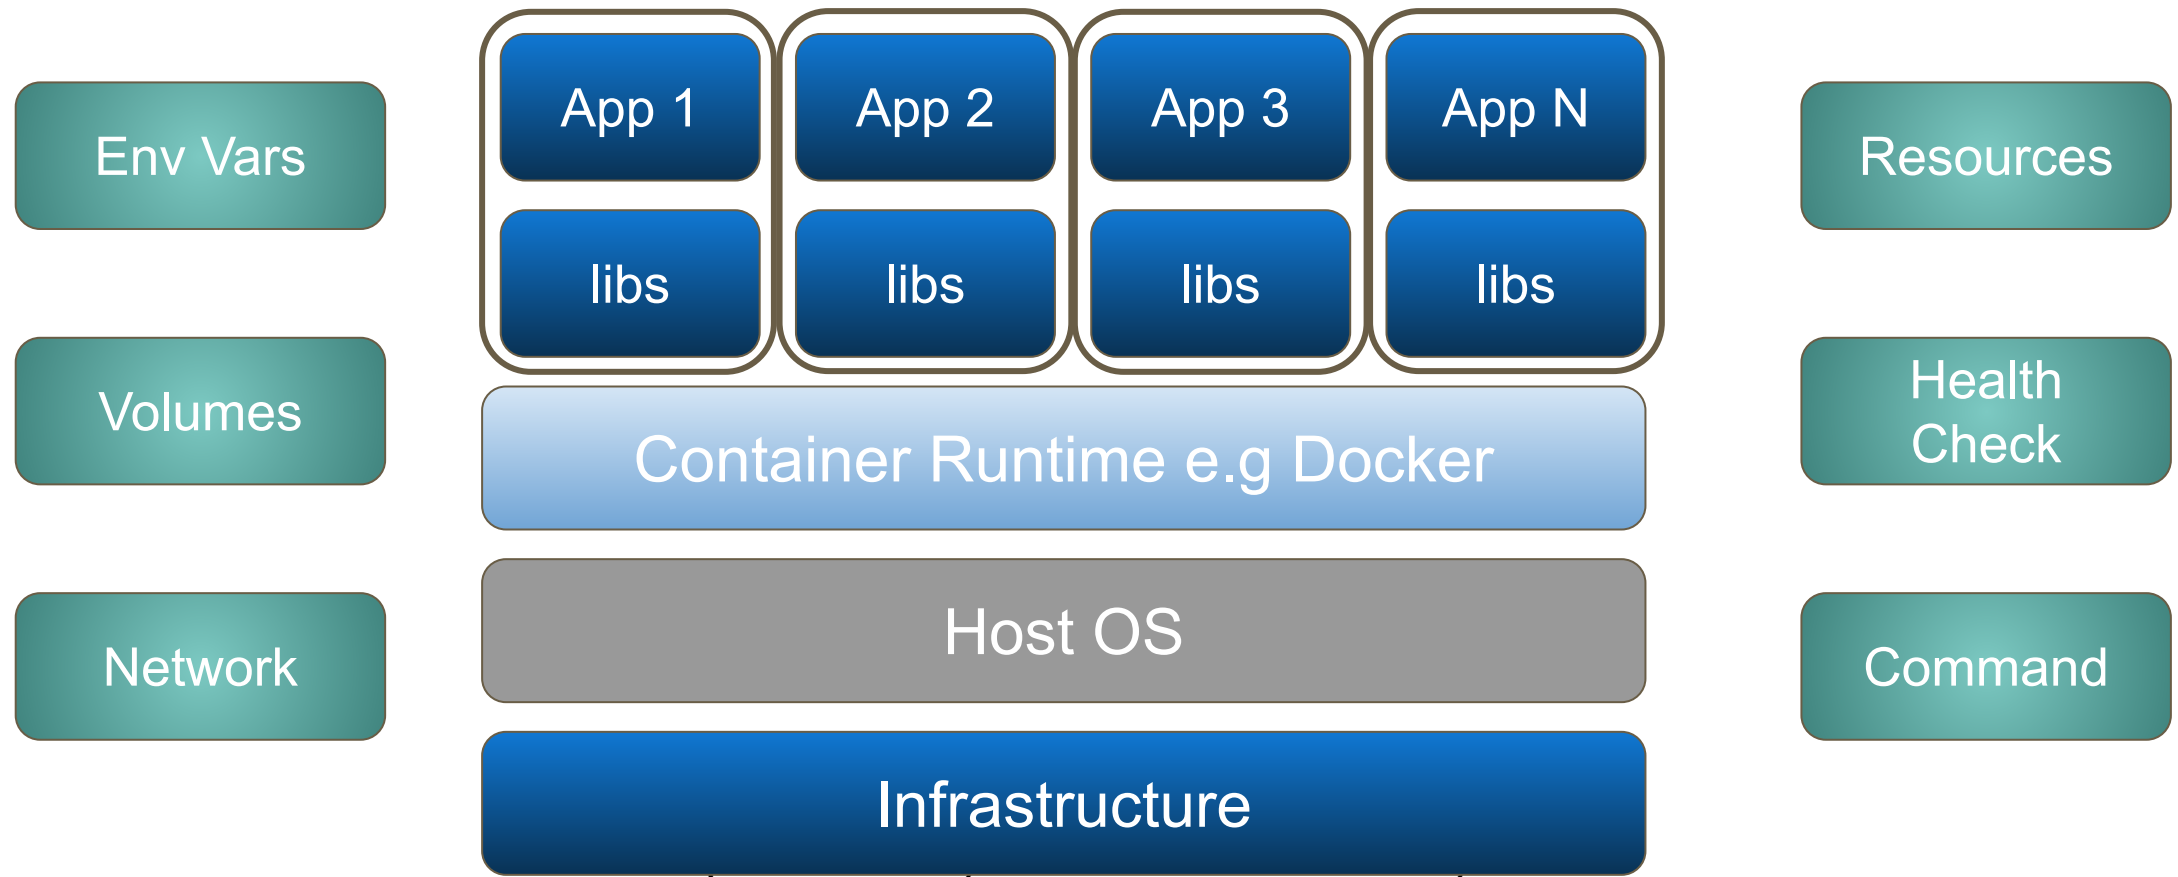 App 1
App 2
App 3
App N
Env Vars
Resources
libs
libs
libs
libs
Volumes
Health
Check
Container Runtime e.g Docker
Host OS
Network
Command
Infrastructure